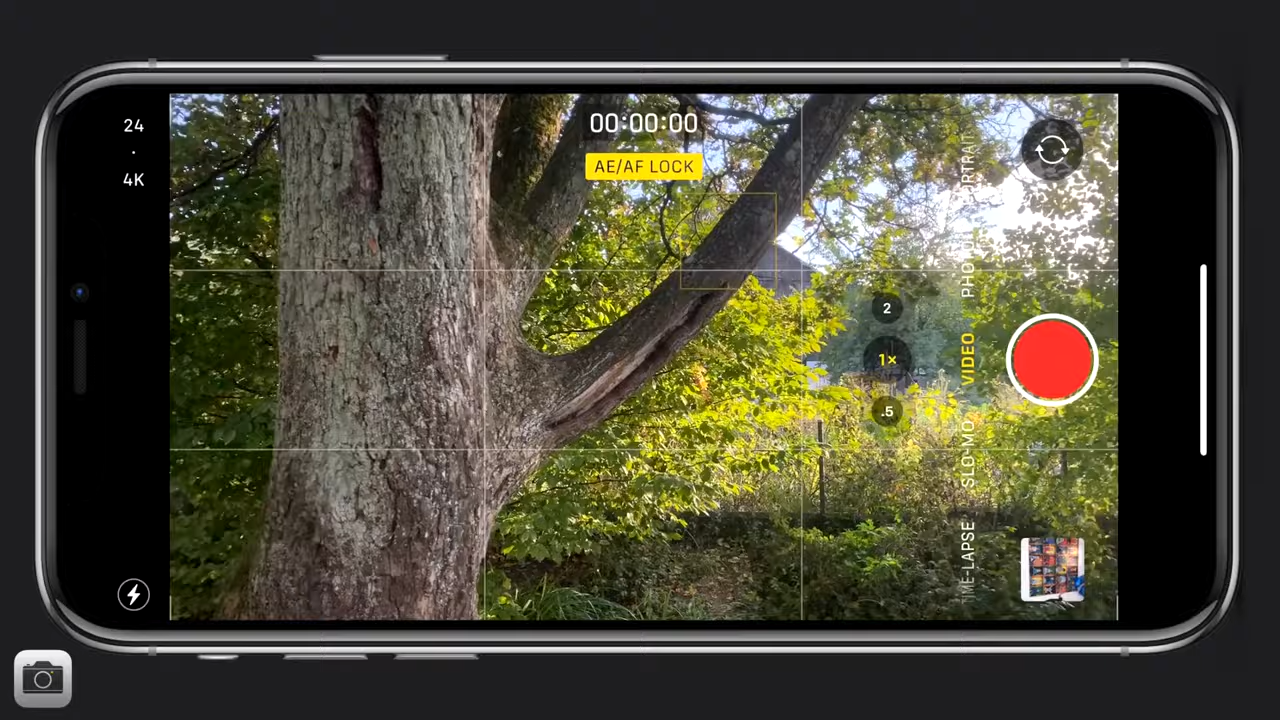 24
·
4K
00:00:00
AE/AF LOCK
2
1×
.5
TIME-LAPSE
SLO-MO
VIDEO
PHOTO
PORTRAIT